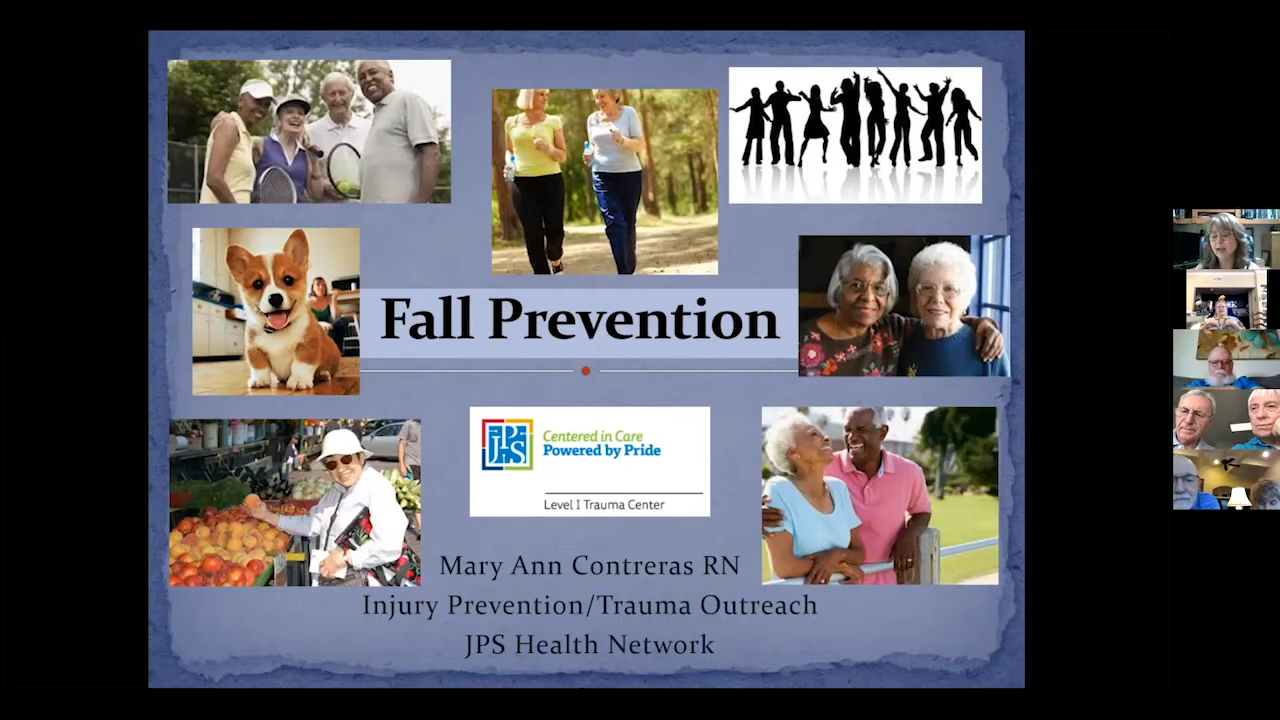 Fall Prevention
JPS
Centered in Care
Powered by Pride
Level I Trauma Center
Mary Ann Contreras RN
Injury Prevention/Trauma Outreach
JPS Health Network